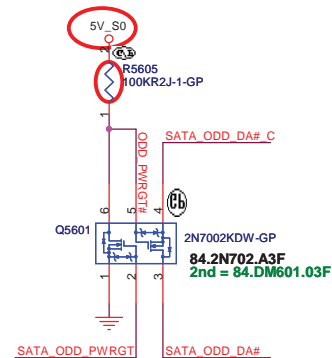 5V_S0
2
R5605
100KR2J-1-GP
1
ODD_PWRGT#
SATA_ODD_DA#_C
6
5
4
Q5601
2N7002KDW-GP
84.2N702.A3F
2nd = 84.DM601.03F
1
2
3
SATA_ODD_PWRGT
SATA_ODD_DA#